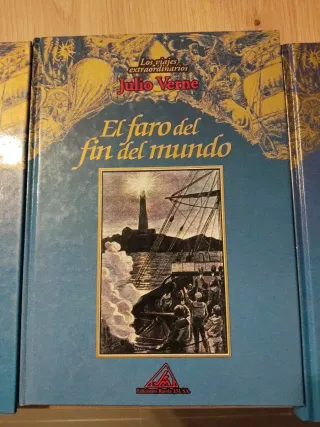 Los viajes
extraordinarios
Julio Verne
El faro del
fin del mundo